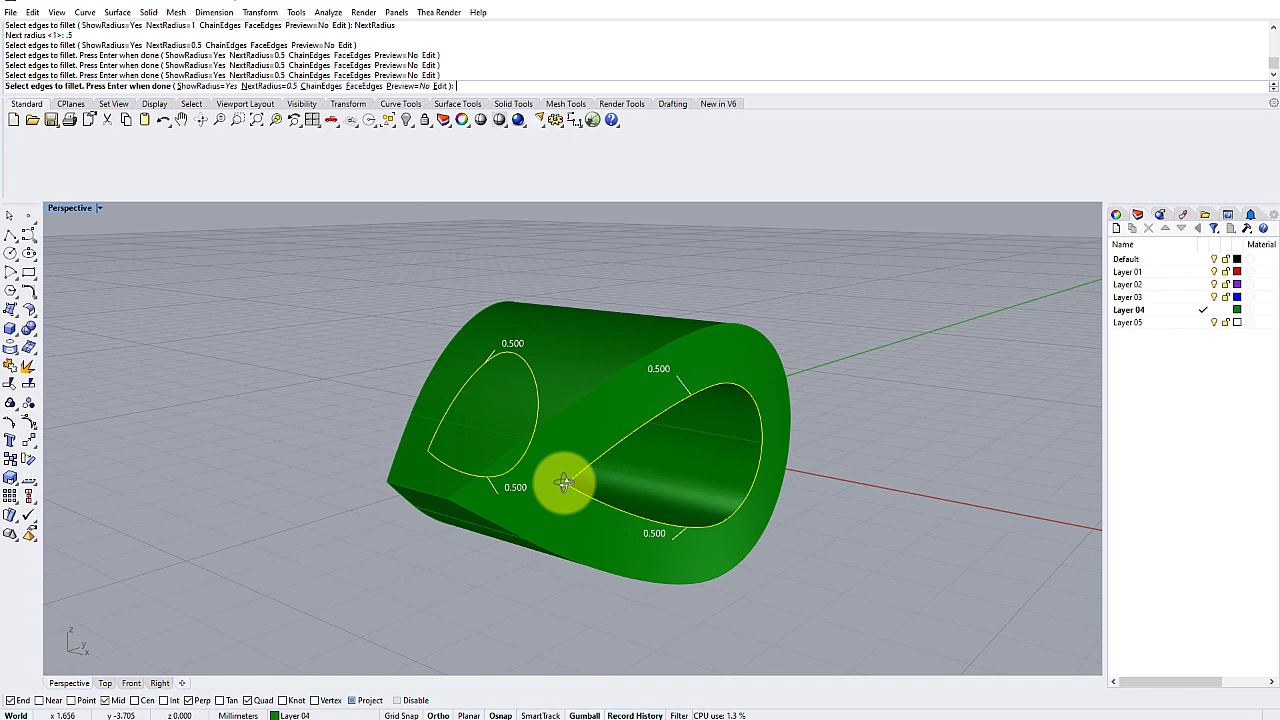 File Edit View Curve Surface Solid Mesh Dimension Transform Tools Analyze Render Panels Thea Render Help
Select edges to fillet ( ShowRadius=Yes NextRadius=1 ChainEdges FaceEdges Preview=No Edit ): NextRadius
Next radius <1>: .5
Select edges to fillet ( ShowRadius=Yes NextRadius=0.5 ChainEdges FaceEdges Preview=No Edit )
Select edges to fillet. Press Enter when done ( ShowRadius=Yes NextRadius=0.5 ChainEdges FaceEdges Preview=No Edit )
Select edges to fillet. Press Enter when done ( ShowRadius=Yes NextRadius=0.5 ChainEdges FaceEdges Preview=No Edit )
Select edges to fillet. Press Enter when done ( ShowRadius=Yes NextRadius=0.5 ChainEdges FaceEdges Preview=No Edit )
Select edges to fillet. Press Enter when done ( ShowRadius=Yes NextRadius=0.5 ChainEdges FaceEdges Preview=No Edit ):
Standard CPlanes Set View Display Select Viewport Layout Visibility Transform Curve Tools Surface Tools Solid Tools Mesh Tools Render Tools Drafting New in V6
Perspective
Name Material
Default
Layer 01
Layer 02
Layer 03
Layer 04
Layer 05
0.500
0.500
0.500
0.500
z
y
x
Perspective Top Front Right
End Near Point Mid Cen Int Perp Tan Quad Knot Vertex Project Disable
World x 1.656 y -3.705 z 0.000 Millimeters Layer 04 Grid Snap Ortho Planar Osnap SmartTrack Gumball Record History Filter CPU use: 1.3 %